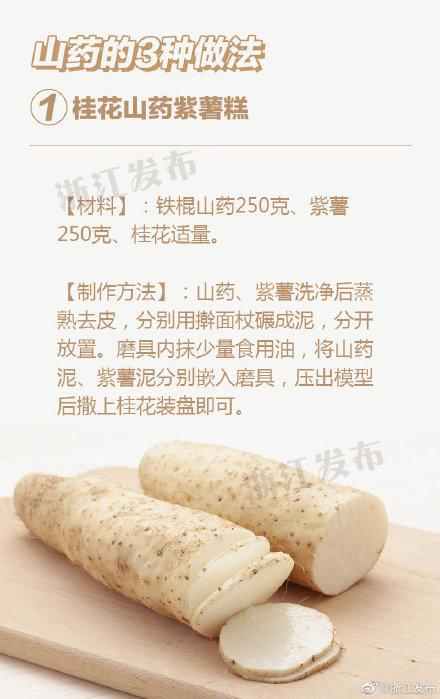 山药的3种做法
①桂花山药紫薯糕
浙江发布
【材料】：铁棍山药250克、紫薯
250克、桂花适量。
【制作方法】：山药、紫薯洗净后蒸
熟去皮，分别用擀面杖碾成泥，分开
放置。磨具内抹少量食用油，将山药
泥、紫薯泥分别嵌入磨具，压出模型
后撒上桂花装盘即可。
浙江发布
@浙江发布